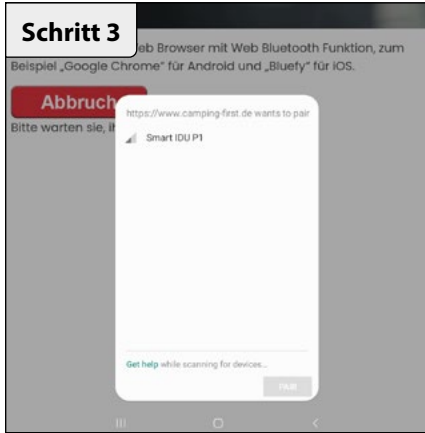 Schritt 3
eb Browser mit Web Bluetooth Funktion, zum
Beispiel „Google Chrome“ für Android und „Bluefy“ für iOS.
Abbruch
Bitte warten sie, ih
https://www.camping-first.de wants to pair
Smart IDU P1
Get help while scanning for devices...
PAIR